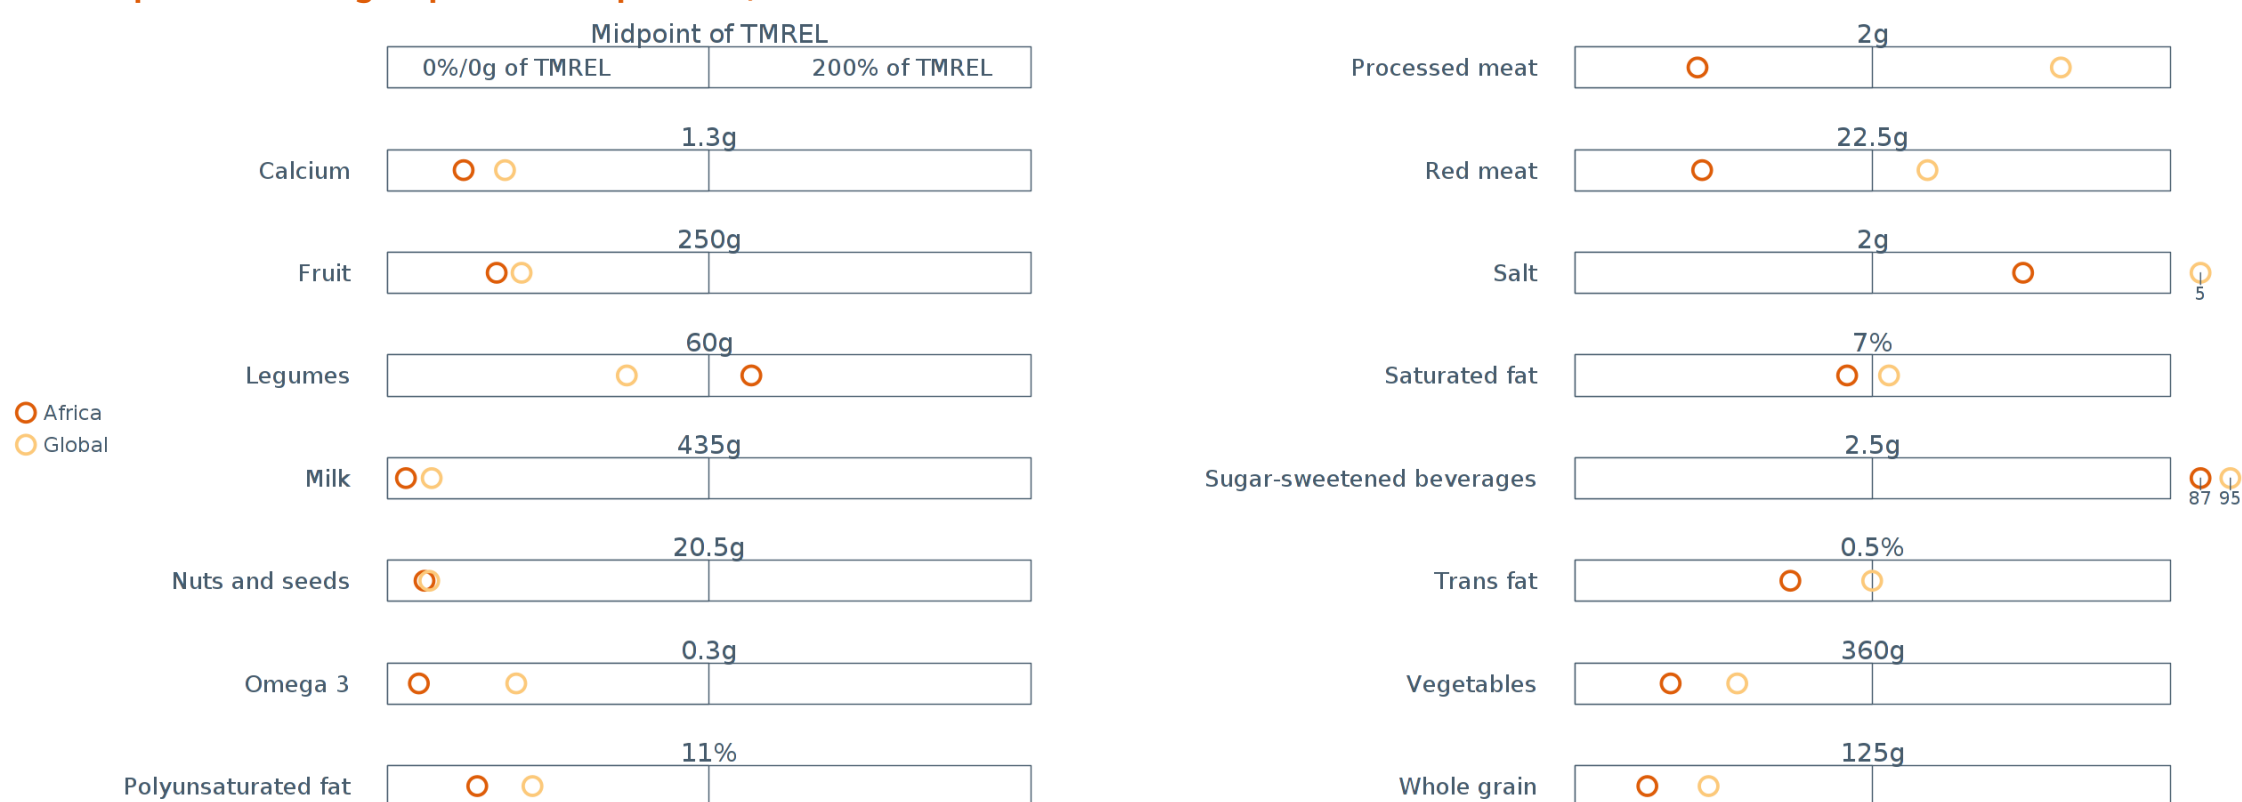 Midpoint of TMREL
0%/0g of TMREL 200% of TMREL
1.3g
Calcium
250g
Fruit
60g
Legumes
Africa
Global
435g
Milk
20.5g
Nuts and seeds
0.3g
Omega 3
11%
Polyunsaturated fat
2g
Processed meat
22.5g
Red meat
2g
Salt
5
7%
Saturated fat
2.5g
Sugar-sweetened beverages
87 95
0.5%
Trans fat
360g
Vegetables
125g
Whole grain